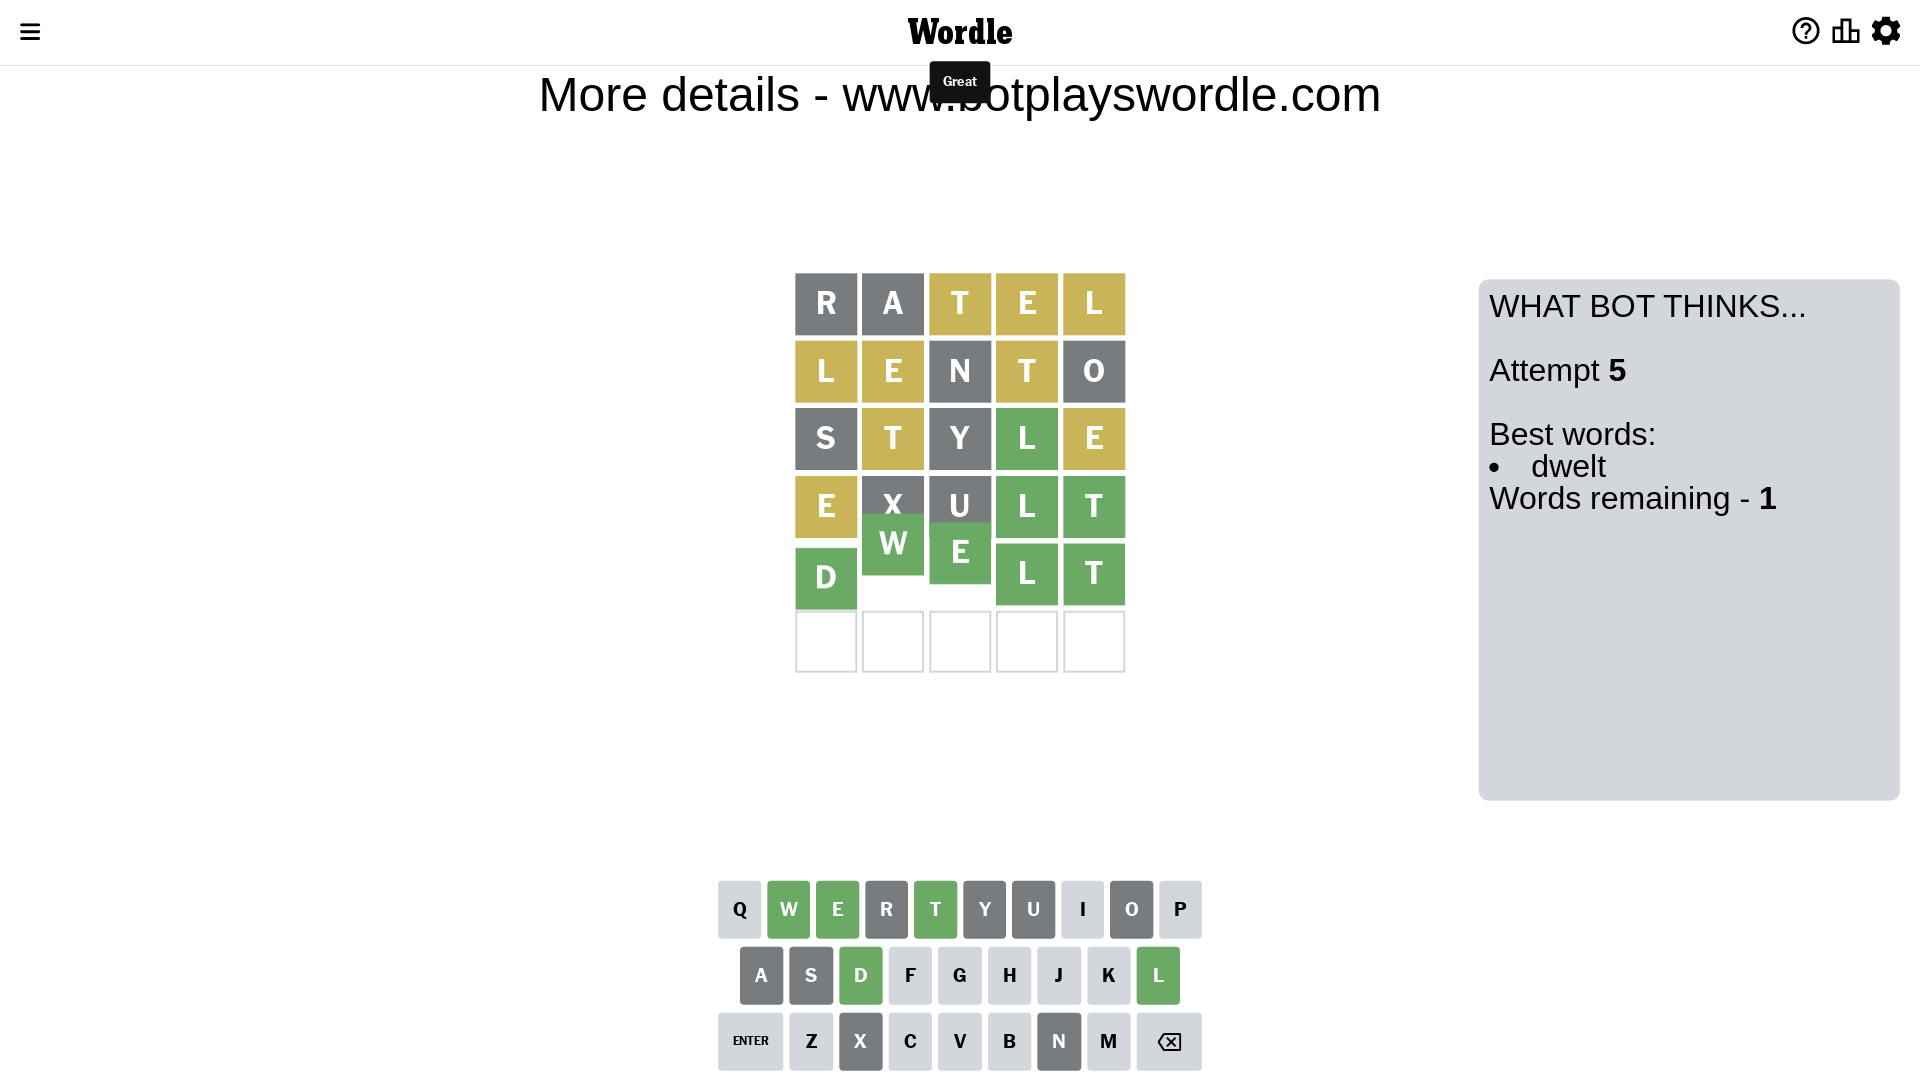 Wordle
Great
More details - www.botplayswordle.com
R A T E L
L E N T O
S T Y L E
E X U L T
D W E L T
WHAT BOT THINKS...
Attempt 5
Best words:
• dwelt
Words remaining - 1
Q W E R T Y U I O P
A S D F G H J K L
ENTER Z X C V B N M